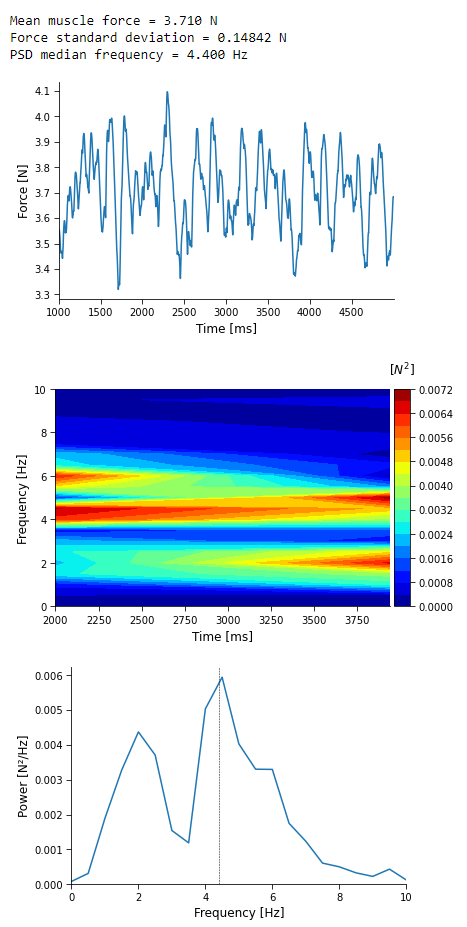 Mean muscle force = 3.710 N
Force standard deviation = 0.14842 N
PSD median frequency = 4.400 Hz
4.1
4.0
3.9
3.8
3.7
3.6
3.5
3.4
3.3
Force [N]
1000 1500 2000 2500 3000 3500 4000 4500
Time [ms]
[N²]
10
8
6
4
2
0
Frequency [Hz]
0.0072
0.0064
0.0056
0.0048
0.0040
0.0032
0.0024
0.0016
0.0008
0.0000
2000 2250 2500 2750 3000 3250 3500 3750
Time [ms]
0.006
0.005
0.004
0.003
0.002
0.001
0.000
Power [N²/Hz]
0 2 4 6 8 10
Frequency [Hz]